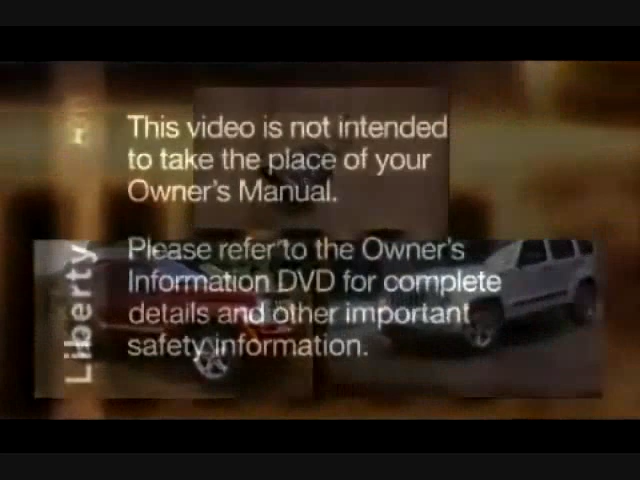 This video is not intended
to take the place of your
Owner's Manual.
Please refer to the Owner's
Information DVD for complete
details and other important
safety information.
Liberty